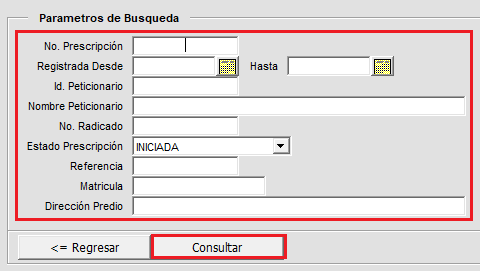 Parametros de Busqueda
No. Prescripción
Registrada Desde Hasta
Id. Peticionario
Nombre Peticionario
No. Radicado
Estado Prescripción INICIADA
Referencia
Matricula
Dirección Predio
<= Regresar Consultar